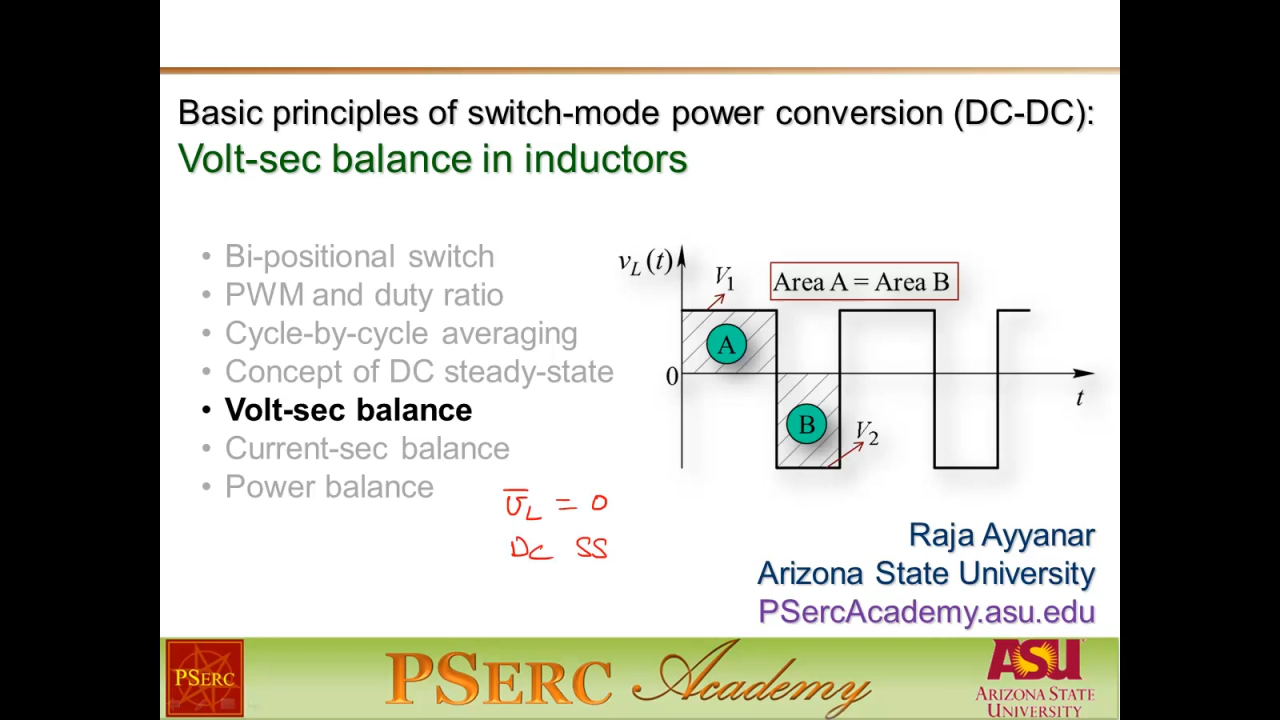 Basic principles of switch-mode power conversion (DC-DC):
Volt-sec balance in inductors
• Bi-positional switch
• PWM and duty ratio
• Cycle-by-cycle averaging
• Concept of DC steady-state
• Volt-sec balance
• Current-sec balance
• Power balance
v̅L = 0
DC SS
vL(t)
V1
Area A = Area B
A
0
t
B
V2
Raja Ayyanar
Arizona State University
PSercAcademy.asu.edu
PSERC
PSERC Academy
ASU
ARIZONA STATE
UNIVERSITY